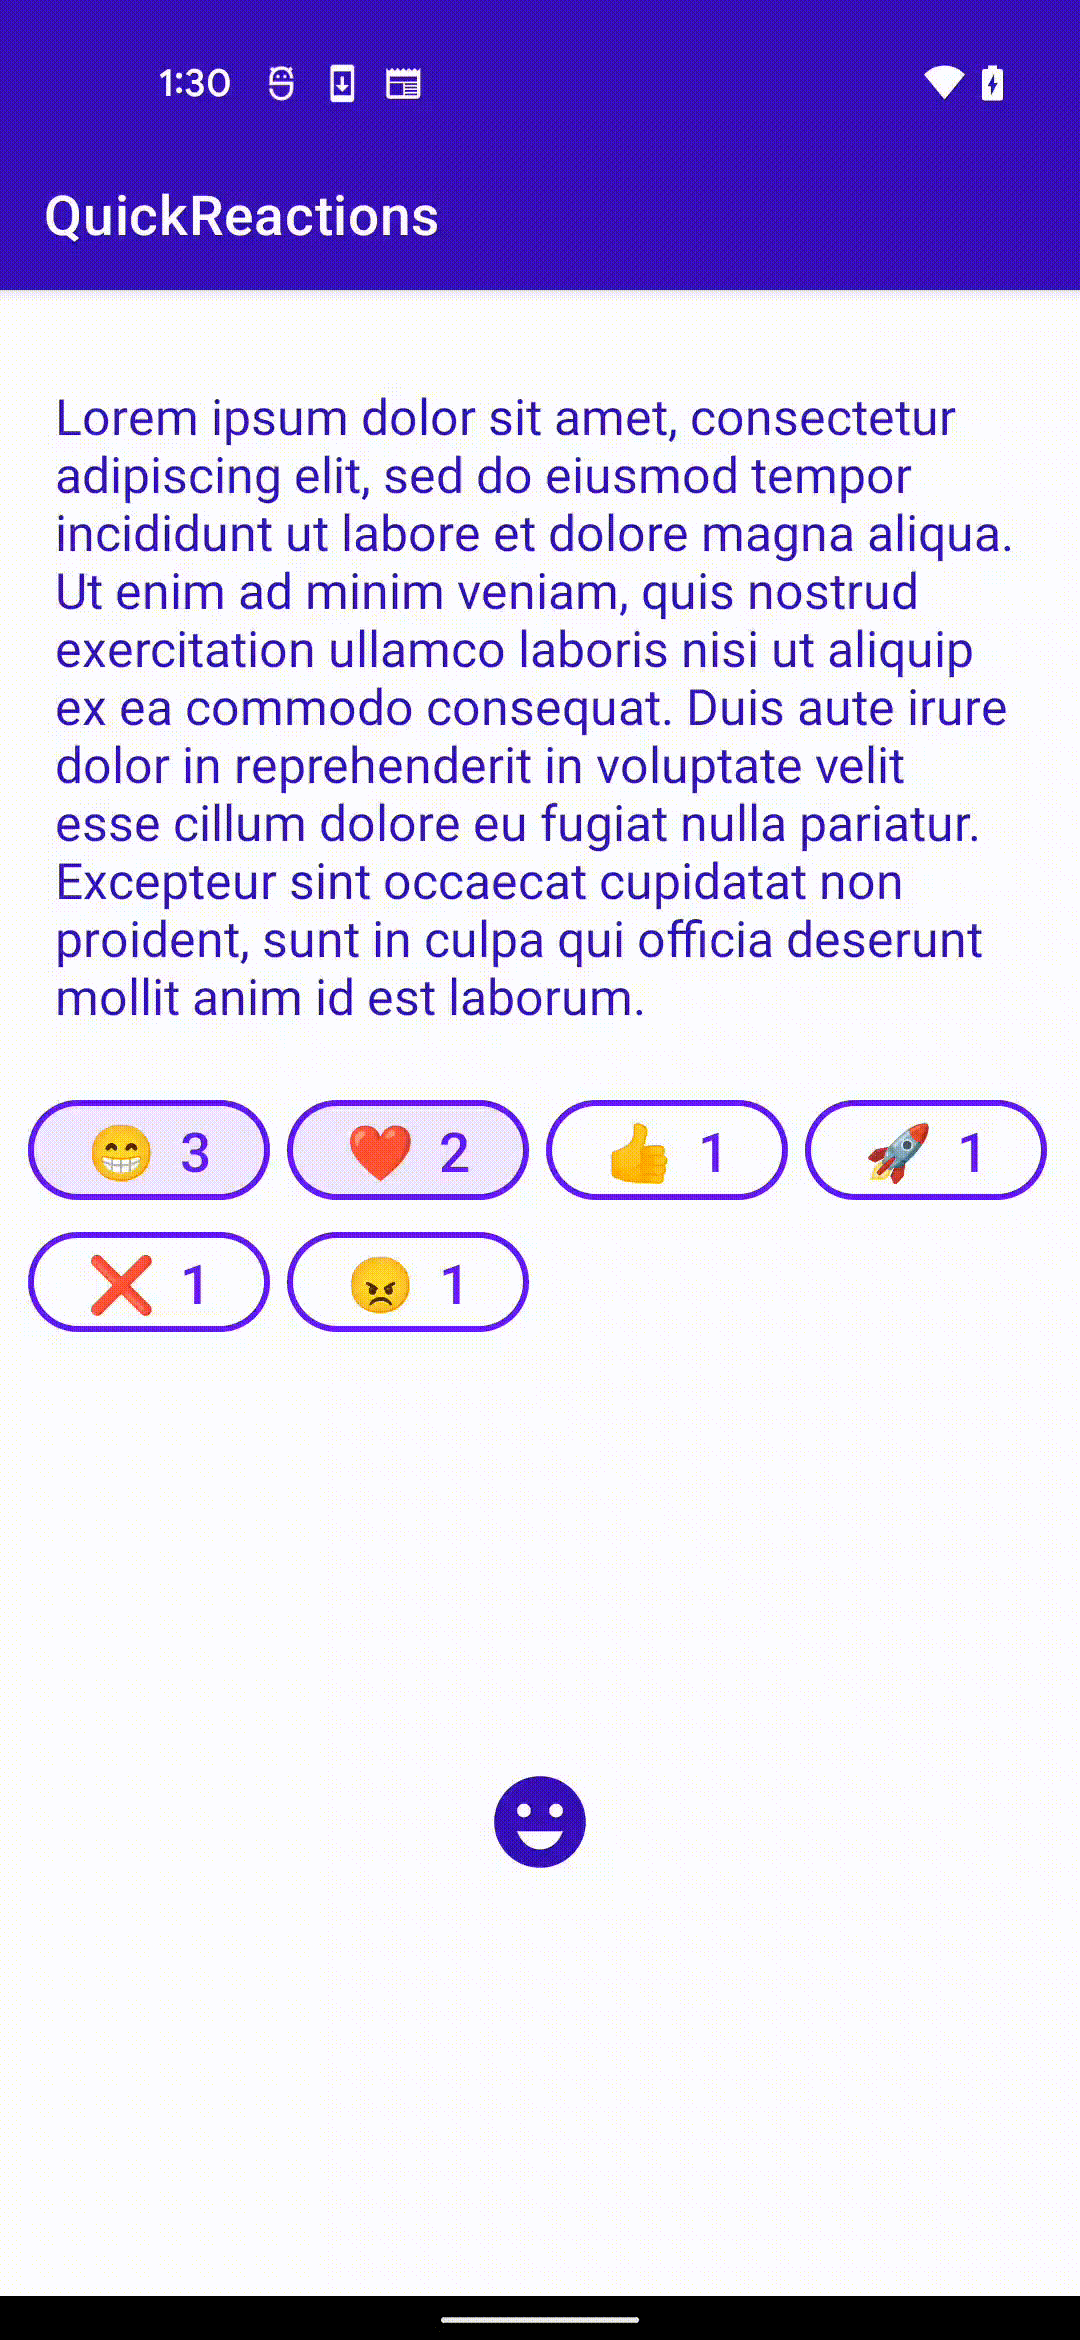 1:30
QuickReactions
Lorem ipsum dolor sit amet, consectetur
adipiscing elit, sed do eiusmod tempor
incididunt ut labore et dolore magna aliqua.
Ut enim ad minim veniam, quis nostrud
exercitation ullamco laboris nisi ut aliquip
ex ea commodo consequat. Duis aute irure
dolor in reprehenderit in voluptate velit
esse cillum dolore eu fugiat nulla pariatur.
Excepteur sint occaecat cupidatat non
proident, sunt in culpa qui officia deserunt
mollit anim id est laborum.
😁 3 ❤️ 2 👍 1 🚀 1
❌ 1 😠 1